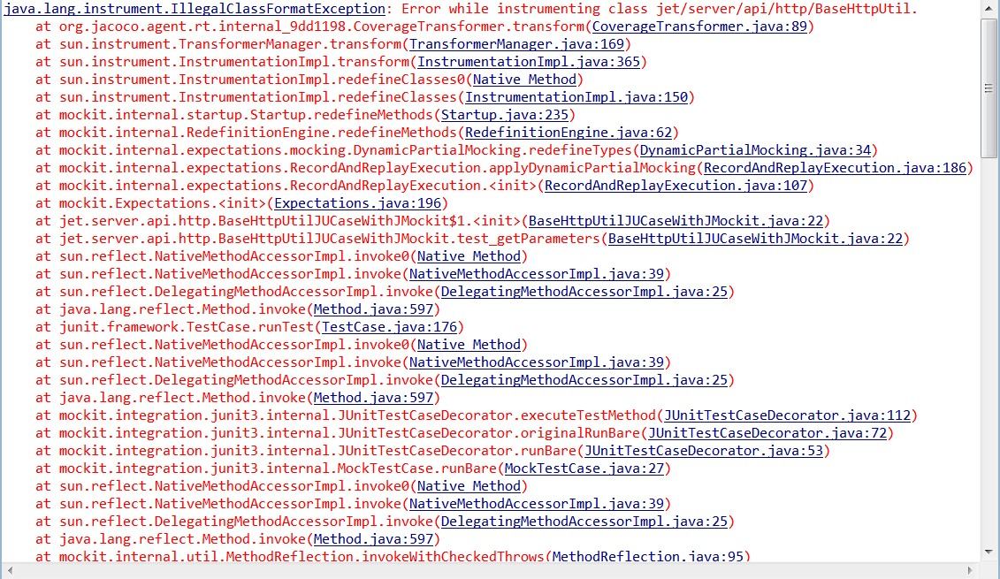 java.lang.instrument.IllegalClassFormatException: Error while instrumenting class jet/server/api/http/BaseHttpUtil.
at org.jacoco.agent.rt.internal_9dd1198.CoverageTransformer.transform(CoverageTransformer.java:89)
at sun.instrument.TransformerManager.transform(TransformerManager.java:169)
at sun.instrument.InstrumentationImpl.transform(InstrumentationImpl.java:365)
at sun.instrument.InstrumentationImpl.redefineClasses0(Native Method)
at sun.instrument.InstrumentationImpl.redefineClasses(InstrumentationImpl.java:150)
at mockit.internal.startup.Startup.redefineMethods(Startup.java:235)
at mockit.internal.RedefinitionEngine.redefineMethods(RedefinitionEngine.java:62)
at mockit.internal.expectations.mocking.DynamicPartialMocking.redefineTypes(DynamicPartialMocking.java:34)
at mockit.internal.expectations.RecordAndReplayExecution.applyDynamicPartialMocking(RecordAndReplayExecution.java:186)
at mockit.internal.expectations.RecordAndReplayExecution.<init>(RecordAndReplayExecution.java:107)
at mockit.Expectations.<init>(Expectations.java:196)
at jet.server.api.http.BaseHttpUtilJUCaseWithJMockit$1.<init>(BaseHttpUtilJUCaseWithJMockit.java:22)
at jet.server.api.http.BaseHttpUtilJUCaseWithJMockit.test_getParameters(BaseHttpUtilJUCaseWithJMockit.java:22)
at sun.reflect.NativeMethodAccessorImpl.invoke0(Native Method)
at sun.reflect.NativeMethodAccessorImpl.invoke(NativeMethodAccessorImpl.java:39)
at sun.reflect.DelegatingMethodAccessorImpl.invoke(DelegatingMethodAccessorImpl.java:25)
at java.lang.reflect.Method.invoke(Method.java:597)
at junit.framework.TestCase.runTest(TestCase.java:176)
at sun.reflect.NativeMethodAccessorImpl.invoke0(Native Method)
at sun.reflect.NativeMethodAccessorImpl.invoke(NativeMethodAccessorImpl.java:39)
at sun.reflect.DelegatingMethodAccessorImpl.invoke(DelegatingMethodAccessorImpl.java:25)
at java.lang.reflect.Method.invoke(Method.java:597)
at mockit.integration.junit3.internal.JUnitTestCaseDecorator.executeTestMethod(JUnitTestCaseDecorator.java:112)
at mockit.integration.junit3.internal.JUnitTestCaseDecorator.originalRunBare(JUnitTestCaseDecorator.java:72)
at mockit.integration.junit3.internal.JUnitTestCaseDecorator.runBare(JUnitTestCaseDecorator.java:53)
at mockit.integration.junit3.internal.MockTestCase.runBare(MockTestCase.java:27)
at sun.reflect.NativeMethodAccessorImpl.invoke0(Native Method)
at sun.reflect.NativeMethodAccessorImpl.invoke(NativeMethodAccessorImpl.java:39)
at sun.reflect.DelegatingMethodAccessorImpl.invoke(DelegatingMethodAccessorImpl.java:25)
at java.lang.reflect.Method.invoke(Method.java:597)
at mockit.internal.util.MethodReflection.invokeWithCheckedThrows(MethodReflection.java:95)